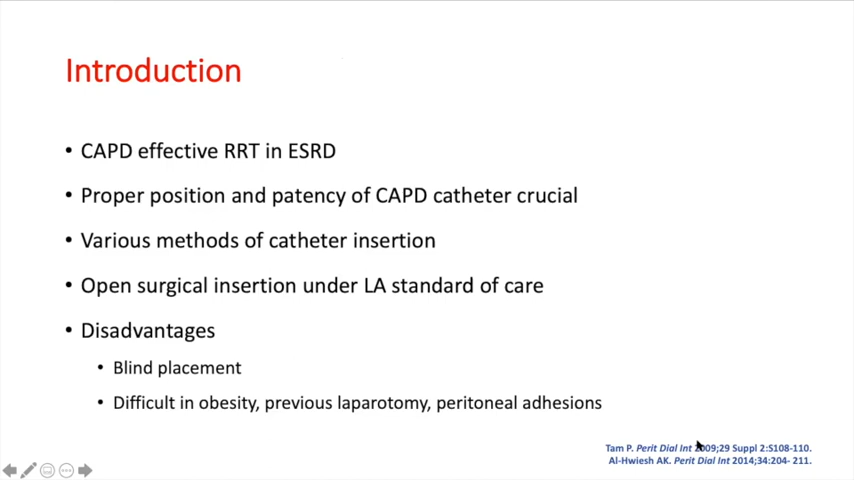 Introduction
• CAPD effective RRT in ESRD
• Proper position and patency of CAPD catheter crucial
• Various methods of catheter insertion
• Open surgical insertion under LA standard of care
• Disadvantages
• Blind placement
• Difficult in obesity, previous laparotomy, peritoneal adhesions
Tam P. Perit Dial Int 2009;29 Suppl 2:S108-110.
Al-Hwiesh AK. Perit Dial Int 2014;34:204- 211.